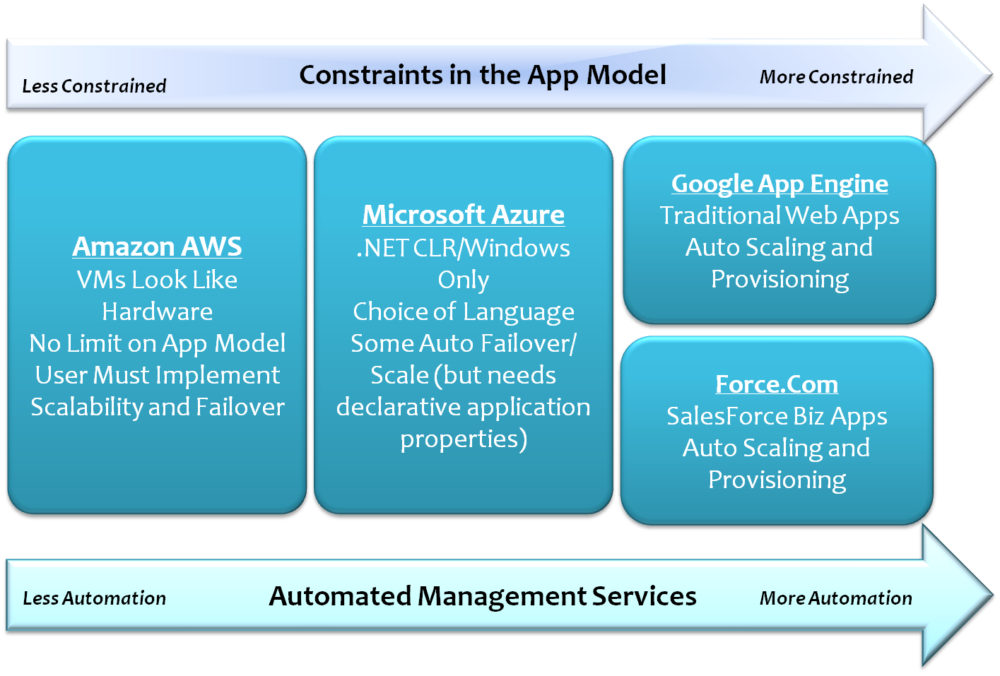 Constraints in the App Model
Less Constrained
More Constrained
Amazon AWS
VMs Look Like
Hardware
No Limit on App Model
User Must Implement
Scalability and Failover
Microsoft Azure
.NET CLR/Windows
Only
Choice of Language
Some Auto Failover/
Scale (but needs
declarative application
properties)
Google App Engine
Traditional Web Apps
Auto Scaling and
Provisioning
Force.Com
SalesForce Biz Apps
Auto Scaling and
Provisioning
Less Automation
Automated Management Services
More Automation